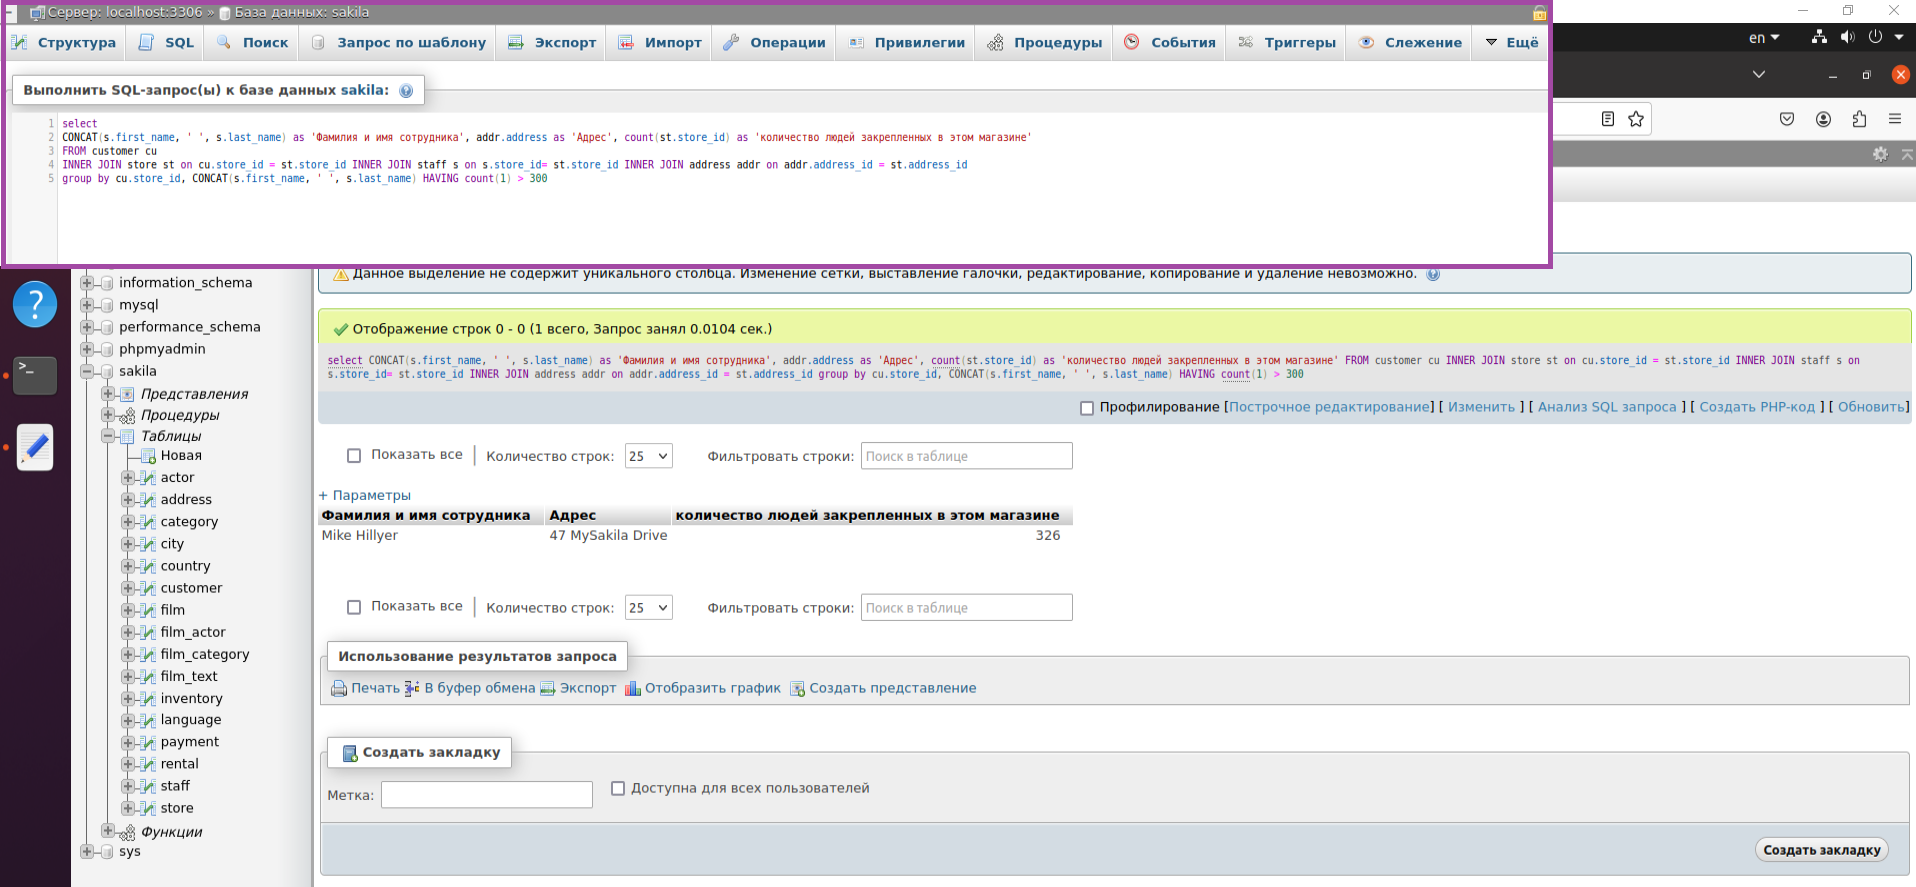 Сервер: localhost:3306 » База данных: sakila
Структура SQL Поиск Запрос по шаблону Экспорт Импорт Операции Привилегии Процедуры События Триггеры Слежение Ещё
en
Выполнить SQL-запрос(ы) к базе данных sakila:
1 select
2 CONCAT(s.first_name, ' ', s.last_name) as 'Фамилия и имя сотрудника', addr.address as 'Адрес', count(st.store_id) as 'количество людей закрепленных в этом магазине'
3 FROM customer cu
4 INNER JOIN store st on cu.store_id = st.store_id INNER JOIN staff s on s.store_id= st.store_id INNER JOIN address addr on addr.address_id = st.address_id
5 group by cu.store_id, CONCAT(s.first_name, ' ', s.last_name) HAVING count(1) > 300
information_schema
mysql
performance_schema
phpmyadmin
sakila
Представления
Процедуры
Таблицы
Новая
actor
address
category
city
country
customer
film
film_actor
film_category
film_text
inventory
language
payment
rental
staff
store
Функции
sys
Данное выделение не содержит уникального столбца. Изменение сетки, выставление галочки, редактирование, копирование и удаление невозможно.
Отображение строк 0 - 0 (1 всего, Запрос занял 0.0104 сек.)
select CONCAT(s.first_name, ' ', s.last_name) as 'Фамилия и имя сотрудника', addr.address as 'Адрес', count(st.store_id) as 'количество людей закрепленных в этом магазине' FROM customer cu INNER JOIN store st on cu.store_id = st.store_id INNER JOIN staff s on
s.store_id= st.store_id INNER JOIN address addr on addr.address_id = st.address_id group by cu.store_id, CONCAT(s.first_name, ' ', s.last_name) HAVING count(1) > 300
Профилирование [Построчное редактирование] [ Изменить ] [ Анализ SQL запроса ] [ Создать PHP-код ] [ Обновить]
Показать все | Количество строк: 25 Фильтровать строки: Поиск в таблице
+ Параметры
Фамилия и имя сотрудника Адрес количество людей закрепленных в этом магазине
Mike Hillyer 47 MySakila Drive 326
Показать все | Количество строк: 25 Фильтровать строки: Поиск в таблице
Использование результатов запроса
Печать В буфер обмена Экспорт Отобразить график Создать представление
Создать закладку
Метка: Доступна для всех пользователей
Создать закладку